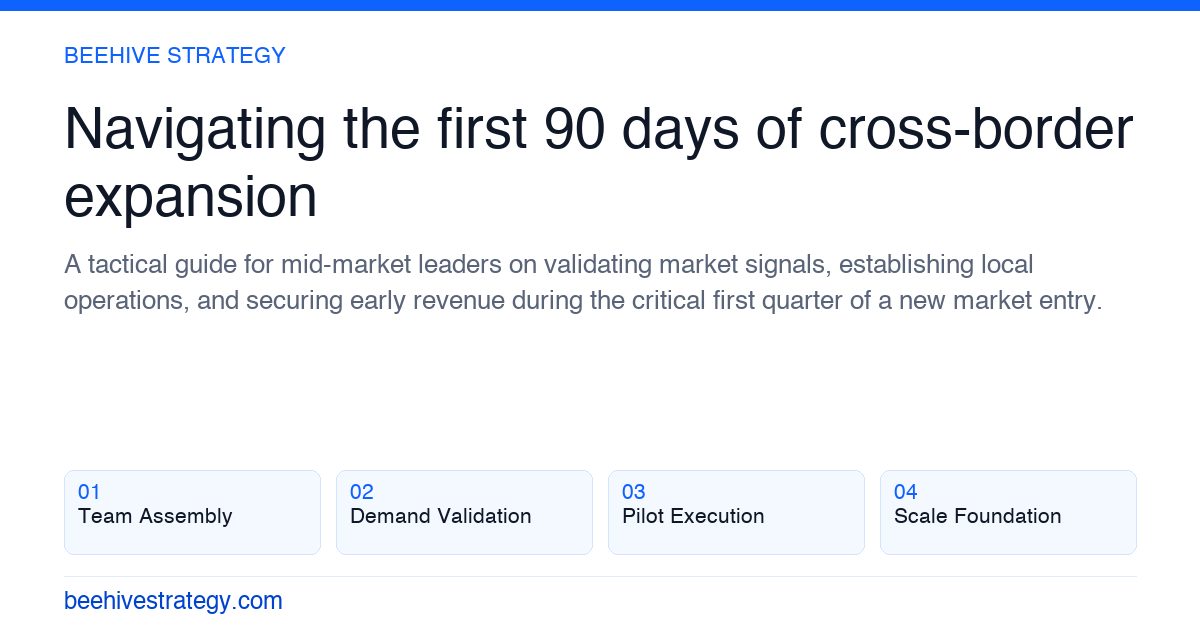 BEEHIVE STRATEGY
Navigating the first 90 days of cross-border
expansion
A tactical guide for mid-market leaders on validating market signals, establishing local
operations, and securing early revenue during the critical first quarter of a new market entry.
01
Team Assembly
02
Demand Validation
03
Pilot Execution
04
Scale Foundation
beehivestrategy.com